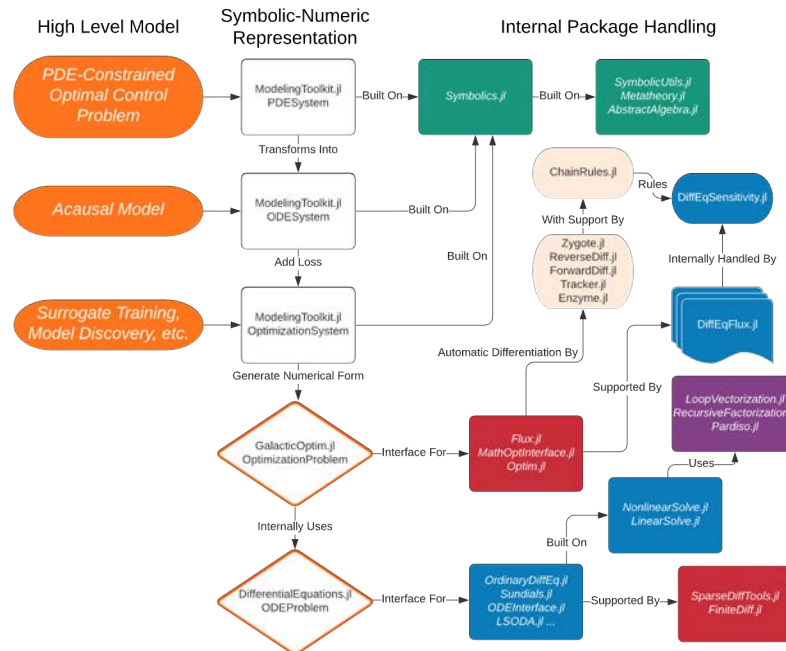 High Level Model
Symbolic-Numeric
Representation
Internal Package Handling
PDE-Constrained
Optimal Control
Problem
ModelingToolkit.jl
PDESystem
Built On
Symbolics.jl
Built On
SymbolicUtils.jl
Metatheory.jl
AbstractAlgebra.jl
Transforms Into
Acausal Model
ModelingToolkit.jl
ODESystem
Built On
ChainRules.jl
Rules
DiffEqSensitivity.jl
With Support By
Add Loss
Built On
Zygote.jl
ReverseDiff.jl
ForwardDiff.jl
Tracker.jl
Enzyme.jl
Internally Handled By
Surrogate Training,
Model Discovery, etc.
ModelingToolkit.jl
OptimizationSystem
DiffEqFlux.jl
Generate Numerical Form
Automatic Differentiation By
Supported By
LoopVectorization.jl
RecursiveFactorization
Pardiso.jl
GalacticOptim.jl
OptimizationProblem
Interface For
Flux.jl
MathOptInterface.jl
Optim.jl
Uses
NonlinearSolve.jl
LinearSolve.jl
Internally Uses
Built On
DifferentialEquations.jl
ODEProblem
Interface For
OrdinaryDiffEq.jl
Sundials.jl
ODEInterface.jl
LSODA.jl ...
Supported By
SparseDiffTools.jl
FiniteDiff.jl